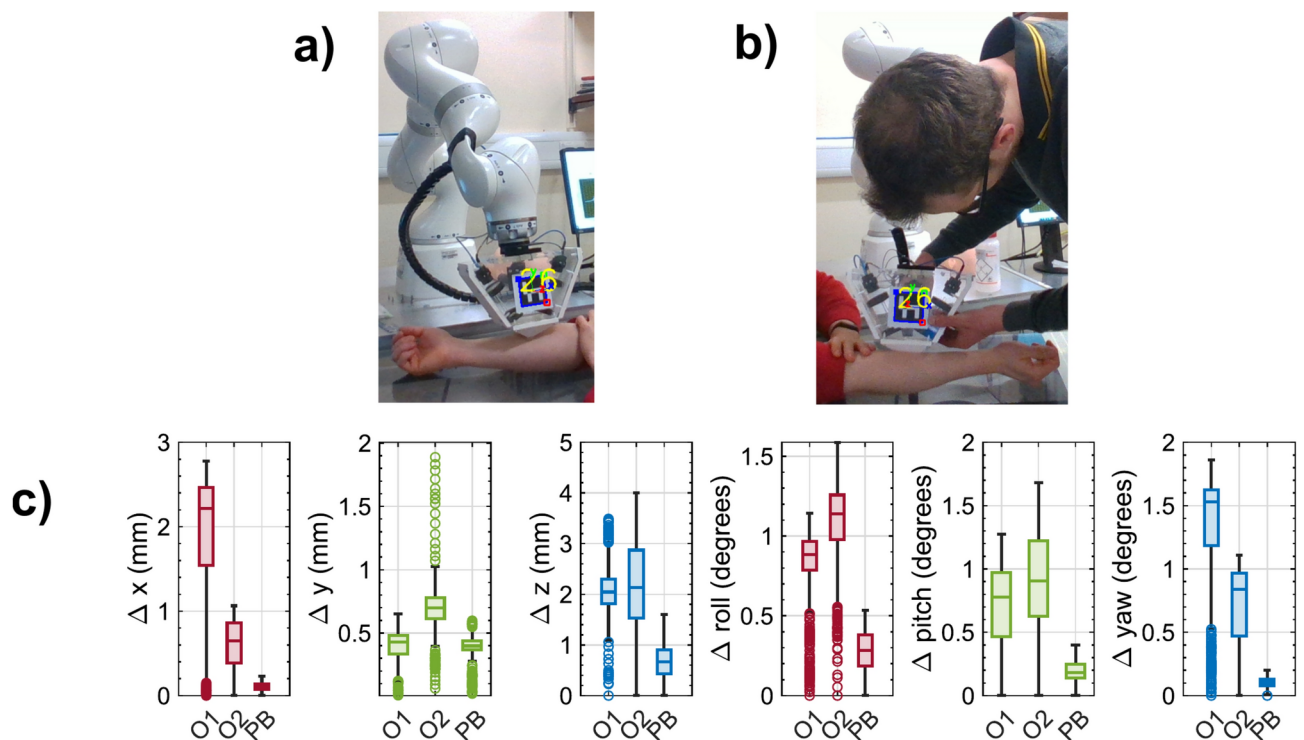 a)
b)
26
26
c)
Δ x (mm)
3
2
1
0
O1
O2
PB
Δ y (mm)
2
1.5
1
0.5
O1
O2
PB
Δ z (mm)
5
4
3
2
1
0
O1
O2
PB
Δ roll (degrees)
1.5
1
0.5
0
O1
O2
PB
Δ pitch (degrees)
2
1.5
1
0.5
0
O1
O2
PB
Δ yaw (degrees)
2
1.5
1
0.5
0
O1
O2
PB